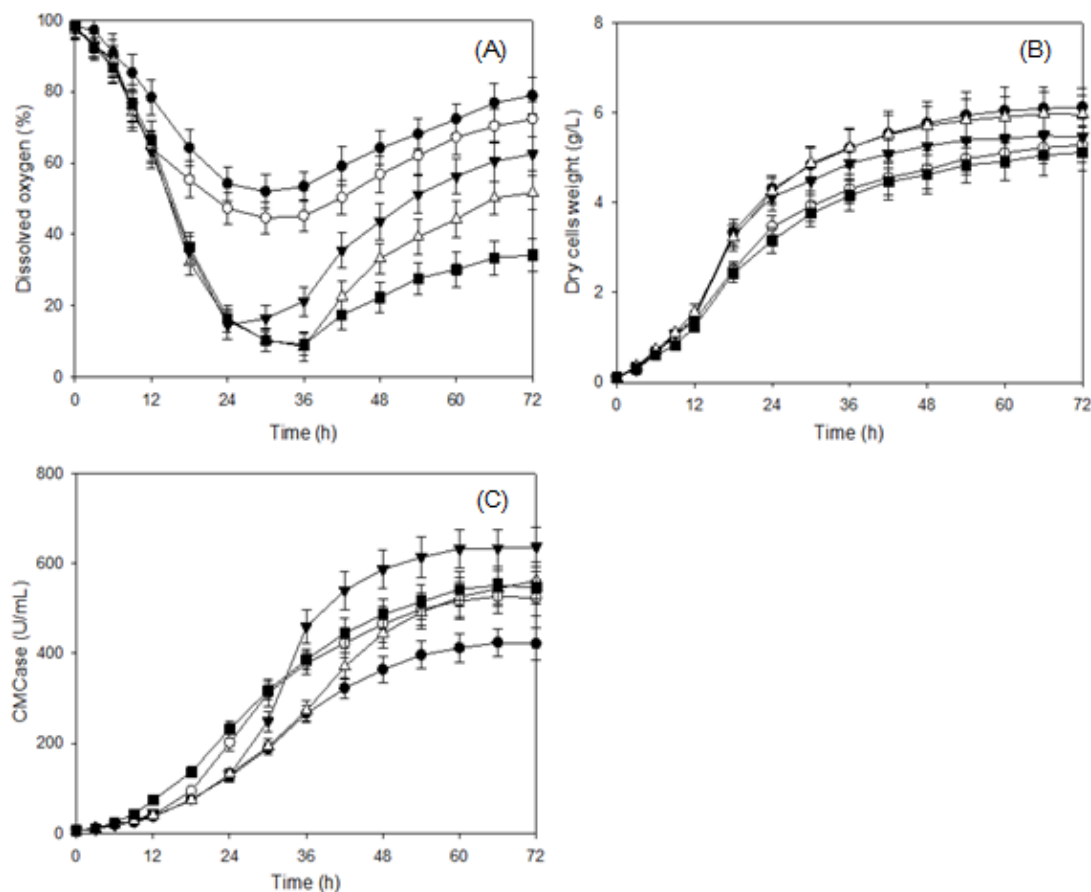 (A)
Dissolved oxygen (%)
100
80
60
40
20
0
0 12 24 36 48 60 72
Time (h)
(B)
Dry cells weight (g/L)
8
6
4
2
0
0 12 24 36 48 60 72
Time (h)
(C)
CMCase (U/mL)
800
600
400
200
0
0 12 24 36 48 60 72
Time (h)